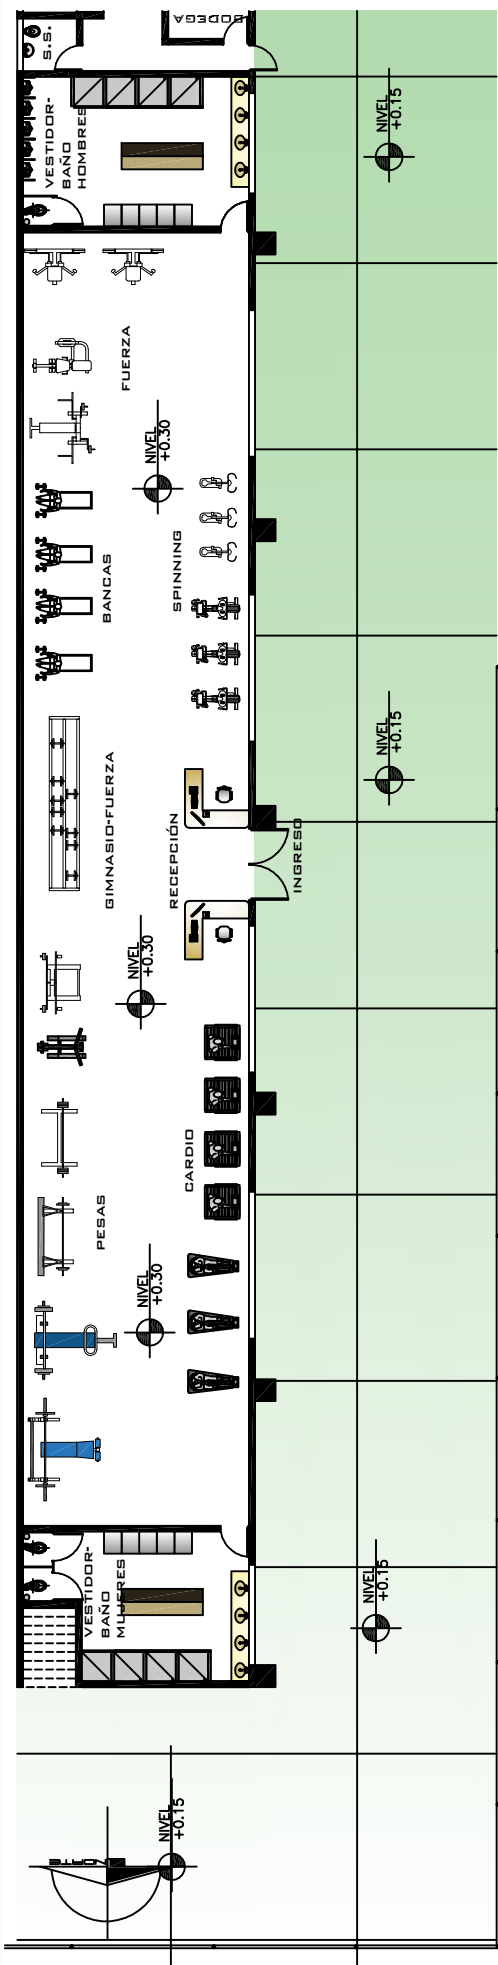 BODEGA
S.S.
VESTIDOR-
BAÑO
HOMBRES
NIVEL
+0.15
FUERZA
NIVEL
+0.30
SPINNING
BANCAS
NIVEL
+0.15
GIMNASIO-FUERZA
RECEPCIÓN
INGRESO
NIVEL
+0.30
CARDIO
PESAS
NIVEL
+0.30
VESTIDOR-
BAÑO
MUJERES
NIVEL
+0.15
NIVEL
+0.15
NORTE